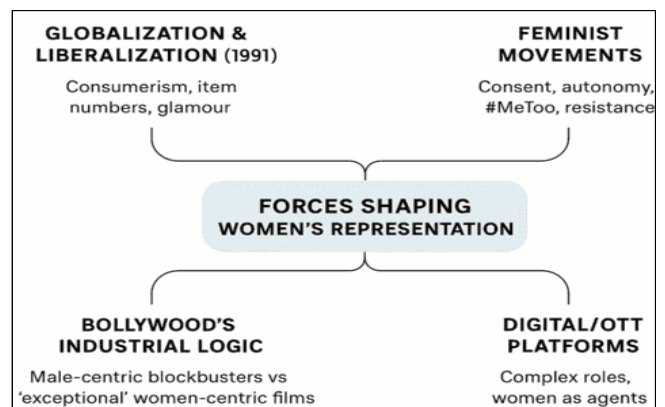 GLOBALIZATION &
LIBERALIZATION (1991)
Consumerism, item
numbers, glamour
FEMINIST
MOVEMENTS
Consent, autonomy,
#MeToo, resistance
FORCES SHAPING
WOMEN'S REPRESENTATION
BOLLYWOOD'S
INDUSTRIAL LOGIC
Male-centric blockbusters vs
‘exceptional’ women-centric films
DIGITAL/OTT
PLATFORMS
Complex roles,
women as agents